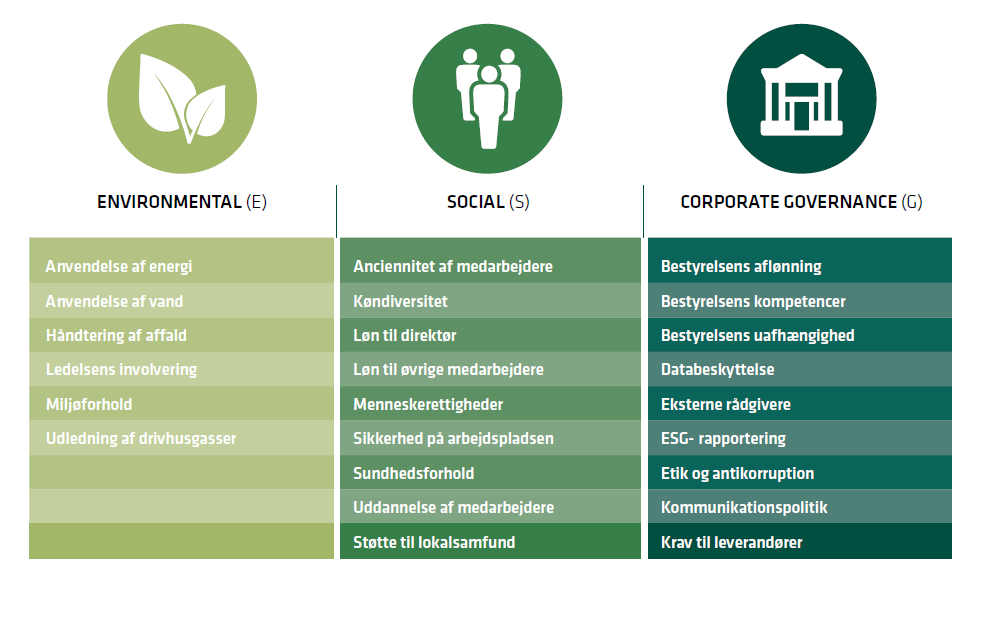 ENVIRONMENTAL (E)
Anvendelse af energi
Anvendelse af vand
Håndtering af affald
Ledelsens involvering
Miljøforhold
Udledning af drivhusgasser
SOCIAL (S)
Anciennitet af medarbejdere
Køndiversitet
Løn til direktør
Løn til øvrige medarbejdere
Menneskerettigheder
Sikkerhed på arbejdspladsen
Sundhedsforhold
Uddannelse af medarbejdere
Støtte til lokalsamfund
CORPORATE GOVERNANCE (G)
Bestyrelsens aflønning
Bestyrelsens kompetencer
Bestyrelsens uafhængighed
Databeskyttelse
Eksterne rådgivere
ESG- rapportering
Etik og antikorruption
Kommunikationspolitik
Krav til leverandører